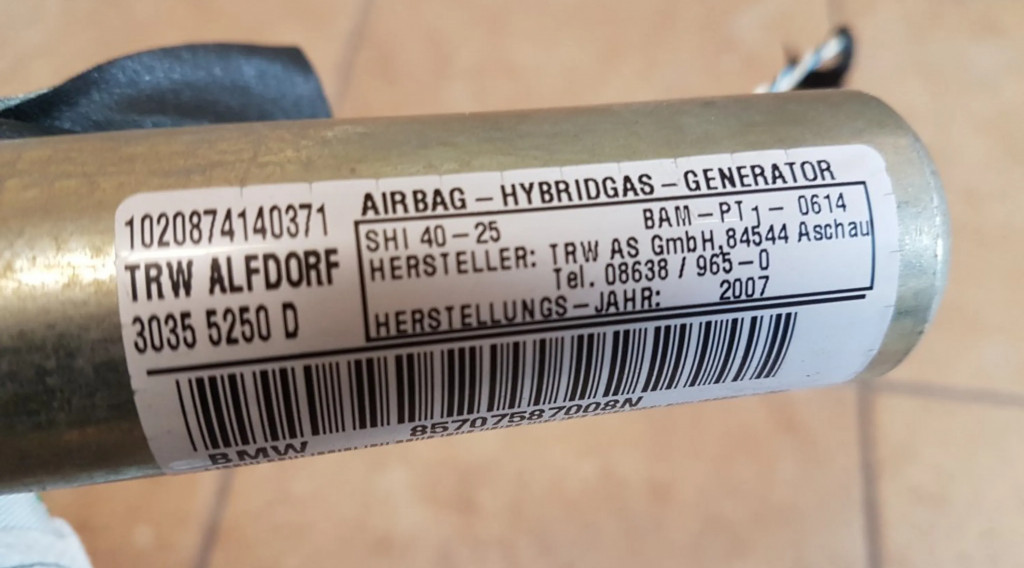 1020874140371
TRW ALFDORF
3035 5250 D
AIRBAG-HYBRIDGAS-GENERATOR
SHI 40-25 BAM-PT1- 0614
HERSTELLER: TRW AS GmbH,84544 Aschau
Tel. 08638 / 965-0
HERSTELLUNGS-JAHR: 2007
BMW 85707587008N